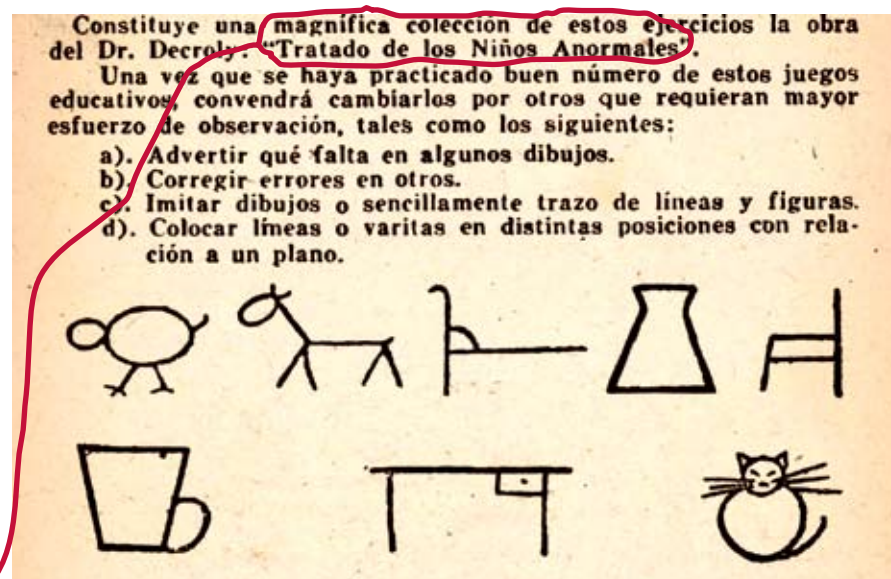 Constituye una magnífica colección de estos ejercicios la obra
del Dr. Decroly: “Tratado de los Niños Anormales”.
Una vez que se haya practicado buen número de estos juegos
educativos, convendrá cambiarlos por otros que requieran mayor
esfuerzo de observación, tales como los siguientes:
a). Advertir qué falta en algunos dibujos.
b). Corregir errores en otros.
c). Imitar dibujos o sencillamente trazo de líneas y figuras.
d). Colocar líneas o varitas en distintas posiciones con rela-
ción a un plano.